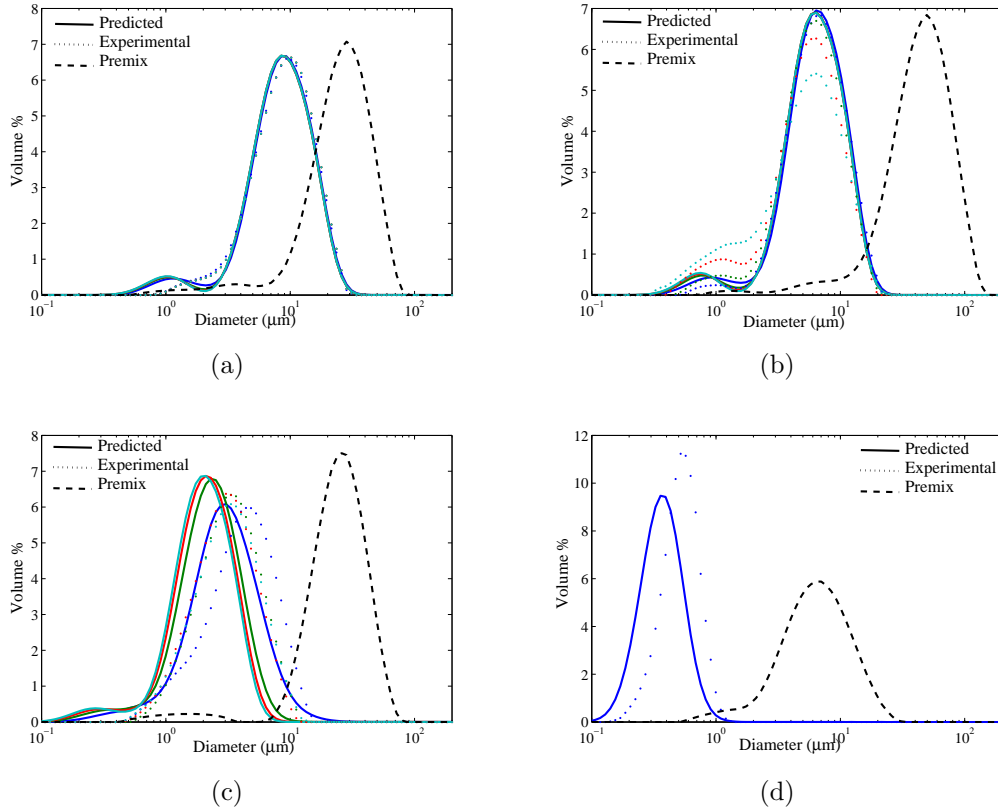 8
7
6
5
4
3
2
1
0
Volume %
Predicted
Experimental
Premix
10^-1 10^0 10^1 10^2
Diameter (μm)
(a)
7
6
5
4
3
2
1
0
Volume %
Predicted
Experimental
Premix
10^-1 10^0 10^1 10^2
Diameter (μm)
(b)
8
7
6
5
4
3
2
1
0
Volume %
Predicted
Experimental
Premix
10^-1 10^0 10^1 10^2
Diameter (μm)
(c)
12
10
8
6
4
2
0
Volume %
Predicted
Experimental
Premix
10^-1 10^0 10^1 10^2
Diameter (μm)
(d)